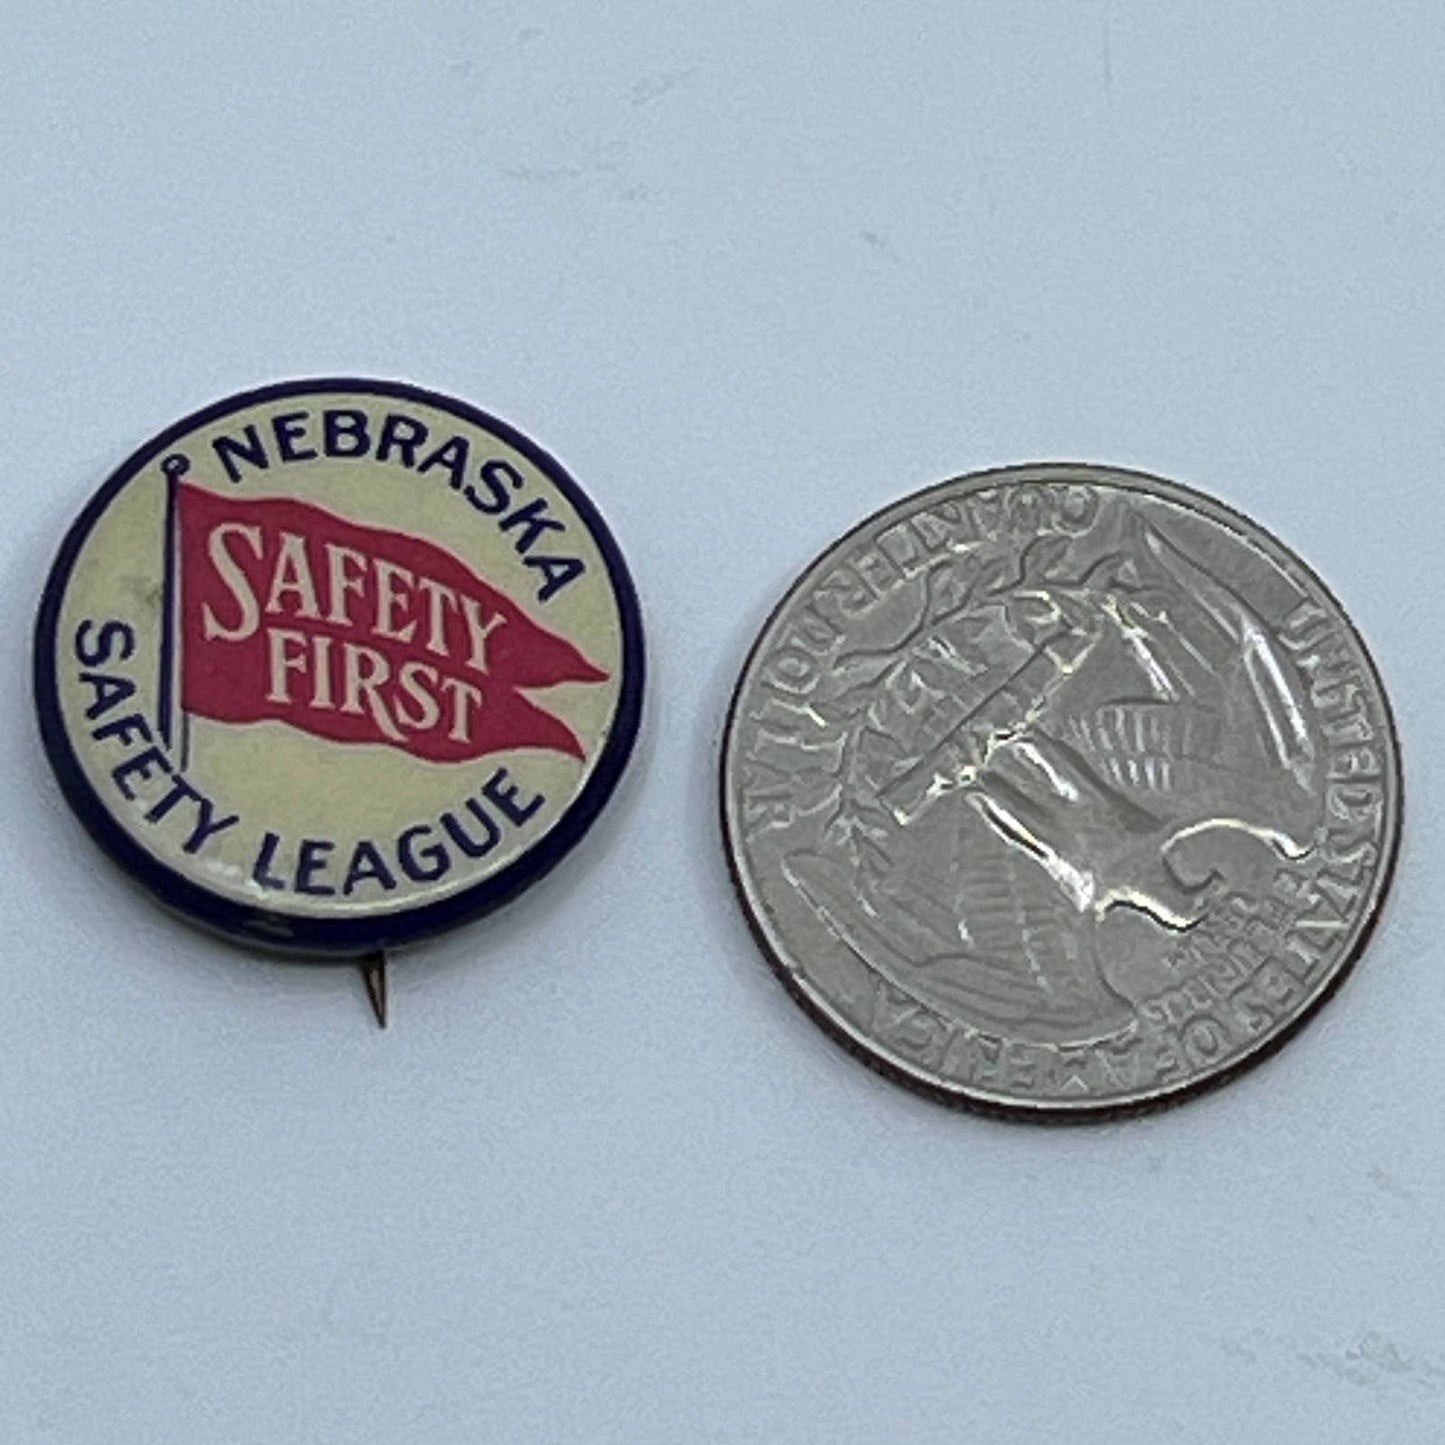 NEBRASKA
SAFETY
FIRST
SAFETY LEAGUE
UNITED STATES OF AMERICA
E PLURIBUS
UNUM
QUARTER DOLLAR